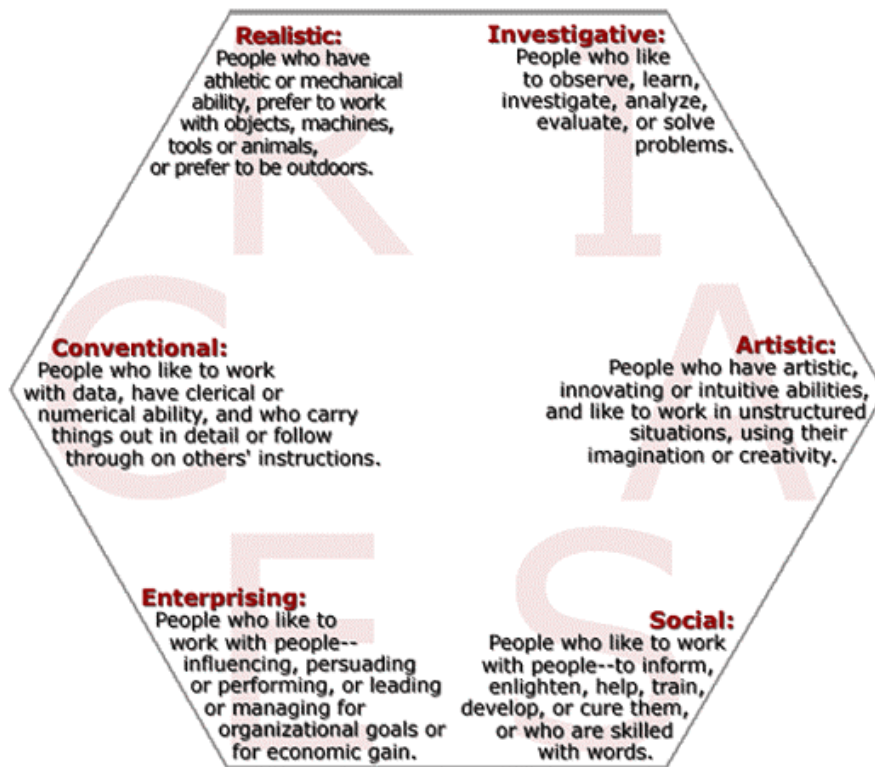 Realistic:
People who have
athletic or mechanical
ability, prefer to work
with objects, machines,
tools or animals,
or prefer to be outdoors.
Investigative:
People who like
to observe, learn,
investigate, analyze,
evaluate, or solve
problems.
R
I
Conventional:
People who like to work
with data, have clerical or
numerical ability, and who carry
things out in detail or follow
through on others' instructions.
Artistic:
People who have artistic,
innovating or intuitive abilities,
and like to work in unstructured
situations, using their
imagination or creativity.
C
A
Enterprising:
People who like to
work with people--
influencing, persuading
or performing, or leading
or managing for
organizational goals or
for economic gain.
Social:
People who like to work
with people--to inform,
enlighten, help, train,
develop, or cure them,
or who are skilled
with words.
E
S